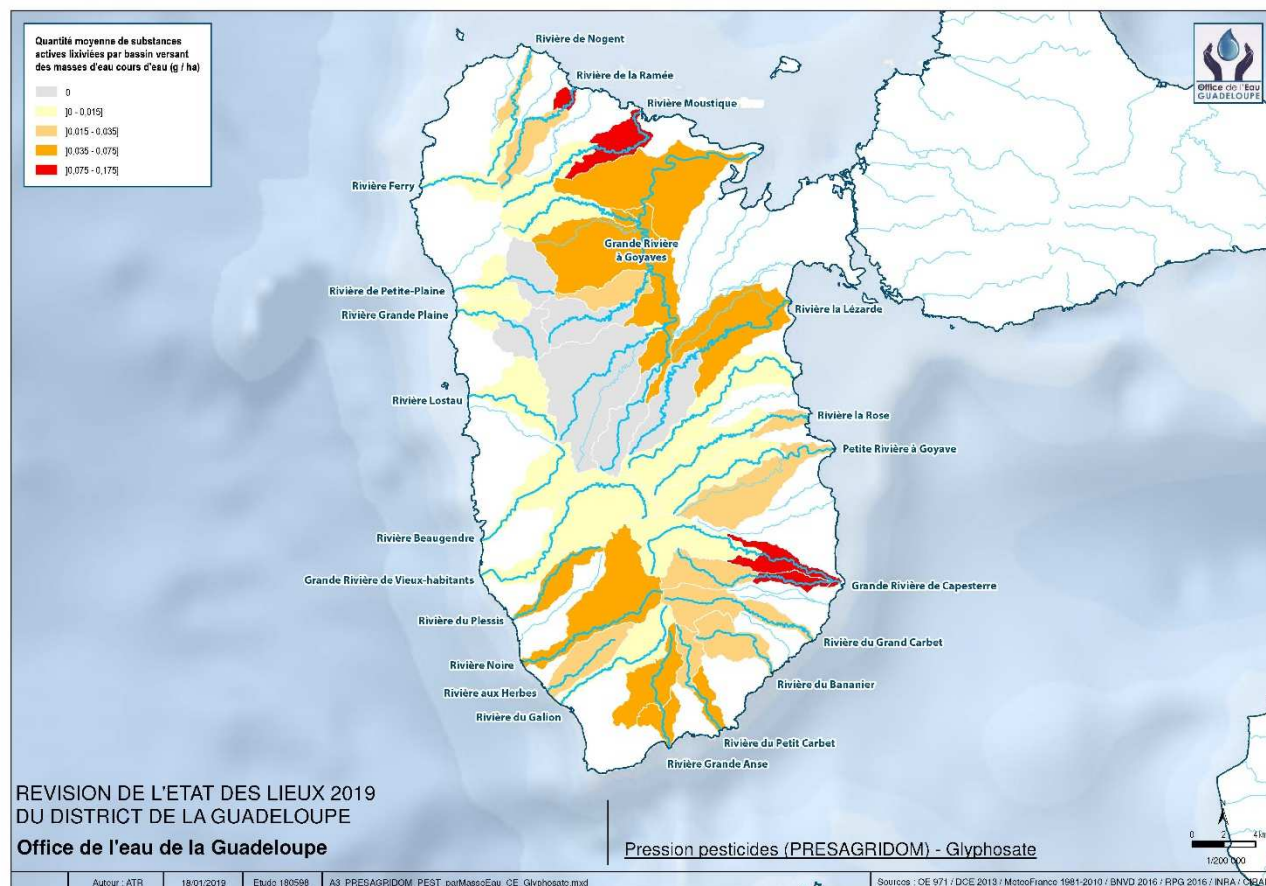 Quantité moyenne de substances
actives lixiviées par bassin versant
des masses d'eau cours d'eau (g / ha)
0
]0 - 0,015]
]0,015 - 0,035]
]0,035 - 0,075]
]0,075 - 0,175]
Office de l'Eau
GUADELOUPE
Rivière de Nogent
Rivière de la Ramée
Rivière Moustique
Rivière Ferry
Grande Rivière
à Goyaves
Rivière de Petite-Plaine
Rivière Grande Plaine
Rivière la Lézarde
Rivière Lostau
Rivière la Rose
Petite Rivière à Goyave
Rivière Beaugendre
Grande Rivière de Vieux-habitants
Grande Rivière de Capesterre
Rivière du Plessis
Rivière du Grand Carbet
Rivière Noire
Rivière du Bananier
Rivière aux Herbes
Rivière du Galion
Rivière du Petit Carbet
Rivière Grande Anse
REVISION DE L'ETAT DES LIEUX 2019
DU DISTRICT DE LA GUADELOUPE
Office de l'eau de la Guadeloupe
Pression pesticides (PRESAGRIDOM) - Glyphosate
N
0 2 4 km
1/200 000
Auteur : ATR 18/01/2019 Etude 180598 A3_PRESAGRIDOM_PEST_parMasseEau_CE_Glyphosate.mxd
Sources : OE 971 / DCE 2013 / MeteoFrance 1981-2010 / BNVD 2016 / RPG 2016 / INRA / CIRAD